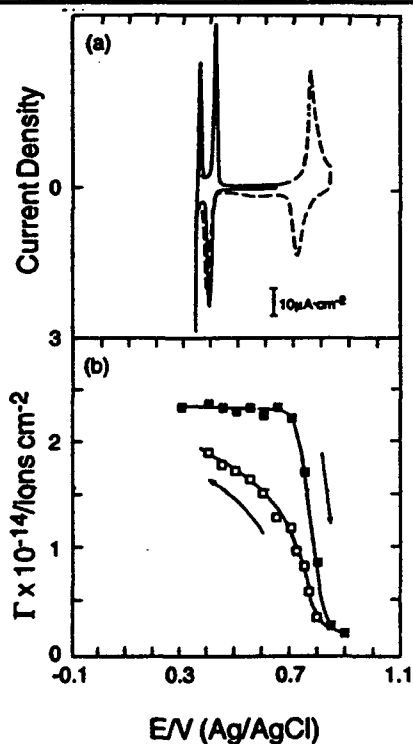 (a)
Current Density
0
10μA·cm⁻²
3
(b)
2
1
0
Γ x 10⁻¹⁴/ions cm⁻²
-0.1 0.3 0.7 1.1
E/V (Ag/AgCl)